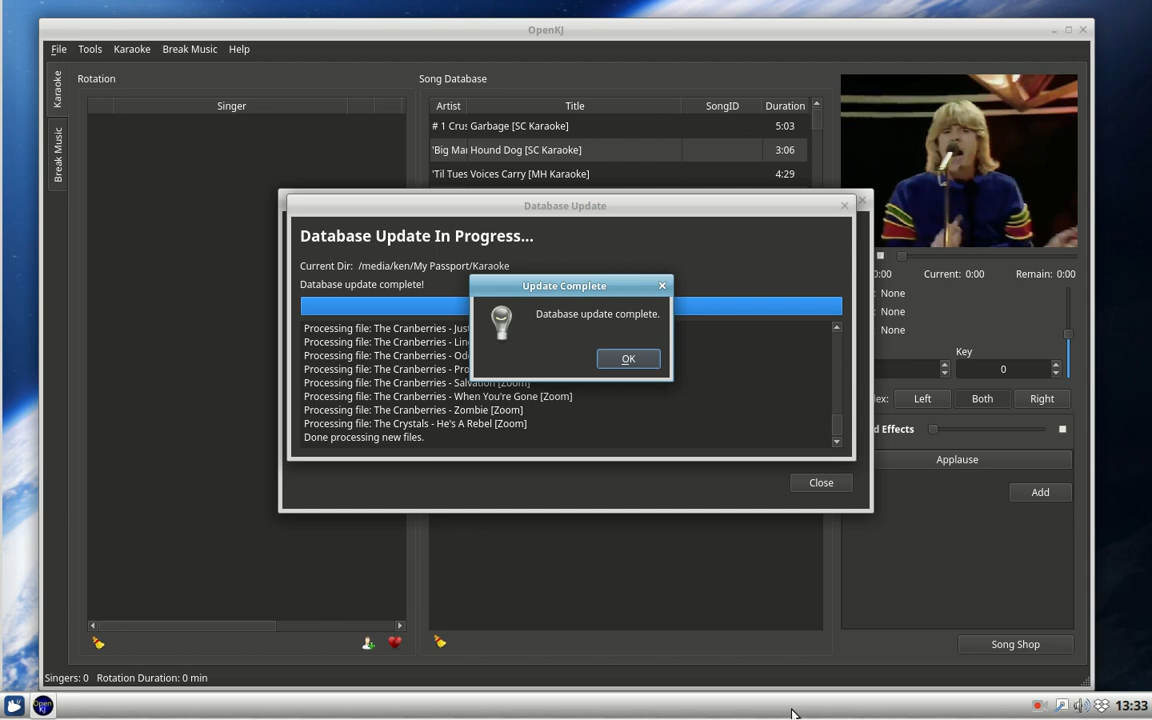 OpenKJ
File Tools Karaoke Break Music Help
Karaoke
Break Music
Rotation
Singer
Song Database
Artist Title SongID Duration
# 1 Crus Garbage [SC Karaoke] 5:03
'Big Mar Hound Dog [SC Karaoke] 3:06
'Til Tues Voices Carry [MH Karaoke] 4:29
Database Update
Database Update In Progress...
Current Dir: /media/ken/My Passport/Karaoke
Database update complete!
Update Complete
Database update complete.
OK
Processing file: The Cranberries - Just
Processing file: The Cranberries - Lin
Processing file: The Cranberries - Od
Processing file: The Cranberries - Pro
Processing file: The Cranberries - Salvation [Zoom]
Processing file: The Cranberries - When You're Gone [Zoom]
Processing file: The Cranberries - Zombie [Zoom]
Processing file: The Crystals - He's A Rebel [Zoom]
Done processing new files.
Close
0:00 Current: 0:00 Remain: 0:00
: None
: None
: None
Key
0
ex: Left Both Right
d Effects
Applause
Add
Song Shop
Singers: 0 Rotation Duration: 0 min
Open KJ
13:33